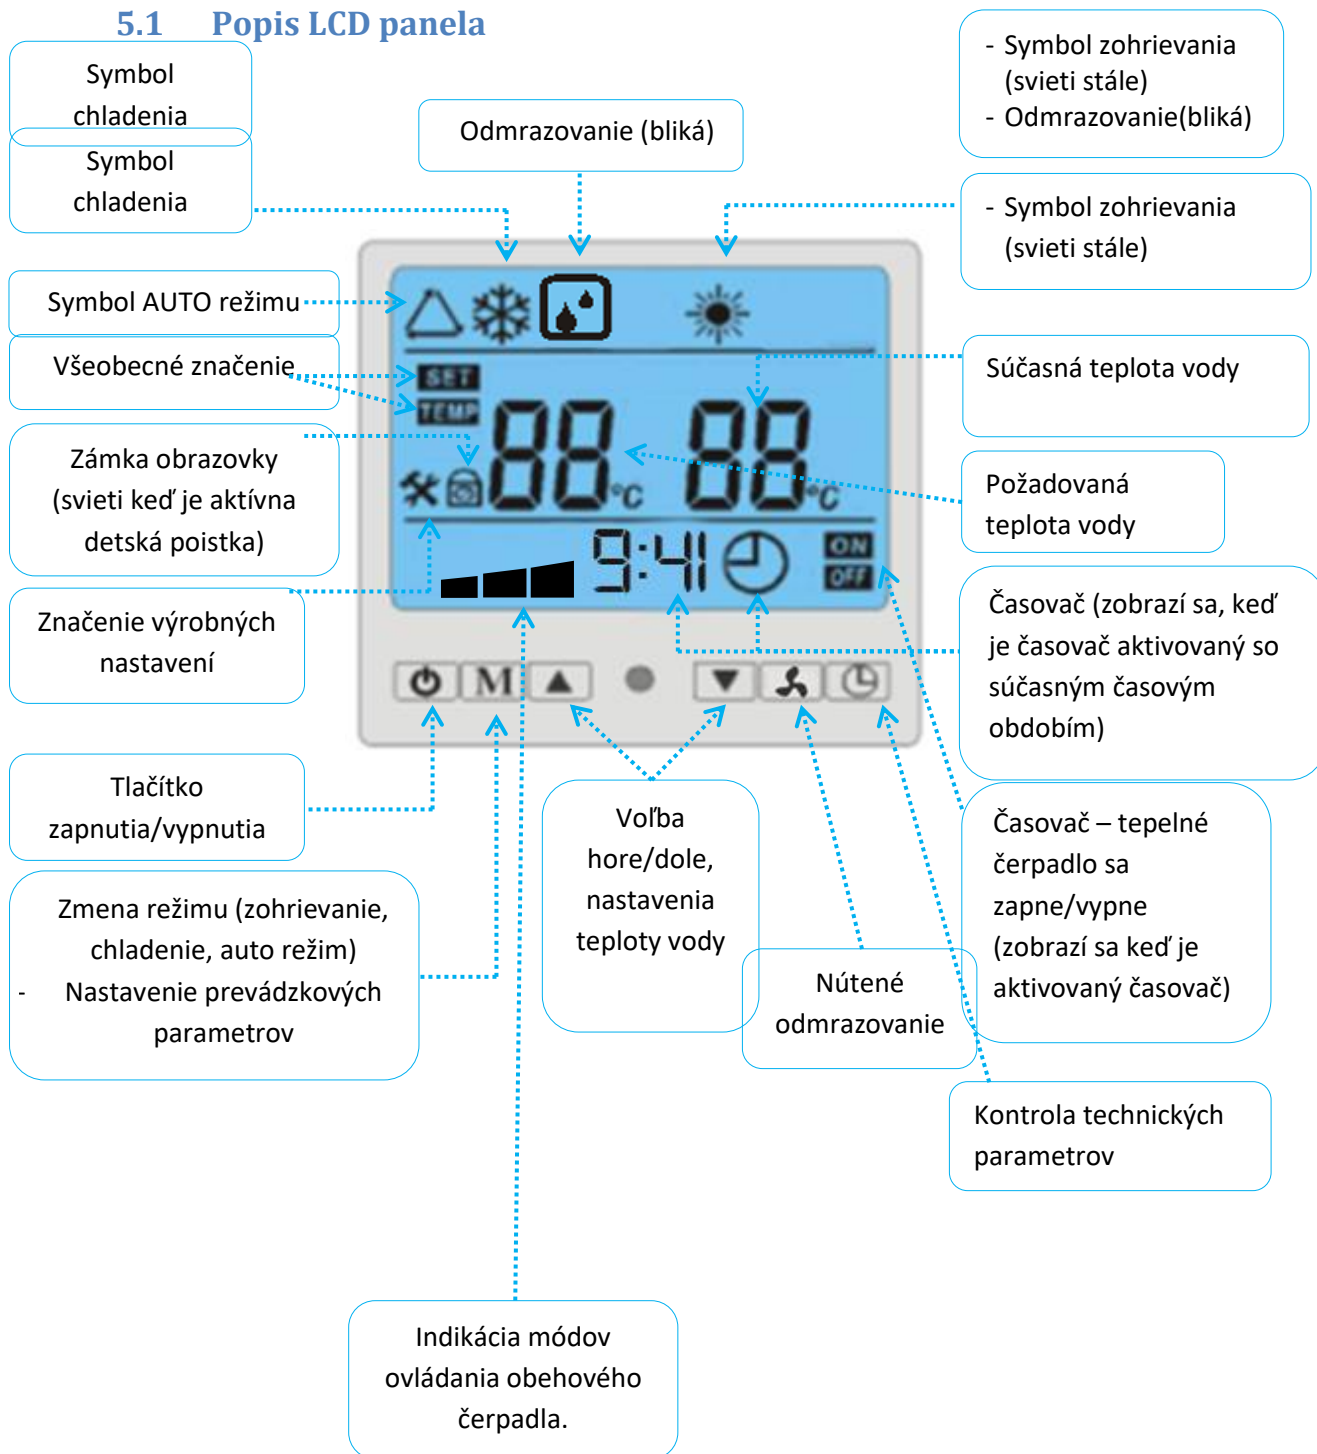 5.1 Popis LCD panela
Symbol
chladenia
Symbol
chladenia
Odmrazovanie (bliká)
- Symbol zohrievania
(svieti stále)
- Odmrazovanie(bliká)
- Symbol zohrievania
(svieti stále)
Symbol AUTO režimu
Všeobecné značenie
Zámka obrazovky
(svieti keď je aktívna
detská poistka)
Značenie výrobných
nastavení
SET
TEMP
88°C 88°C
9:41
ON
OFF
M
Súčasná teplota vody
Požadovaná
teplota vody
Časovač (zobrazí sa, keď
je časovač aktivovaný so
súčasným časovým
obdobím)
Tlačítko
zapnutia/vypnutia
Zmena režimu (zohrievanie,
chladenie, auto režim)
- Nastavenie prevádzkových
parametrov
Voľba
hore/dole,
nastavenia
teploty vody
Nútené
odmrazovanie
Časovač – tepelné
čerpadlo sa
zapne/vypne
(zobrazí sa keď je
aktivovaný časovač)
Kontrola technických
parametrov
Indikácia módov
ovládania obehového
čerpadla.